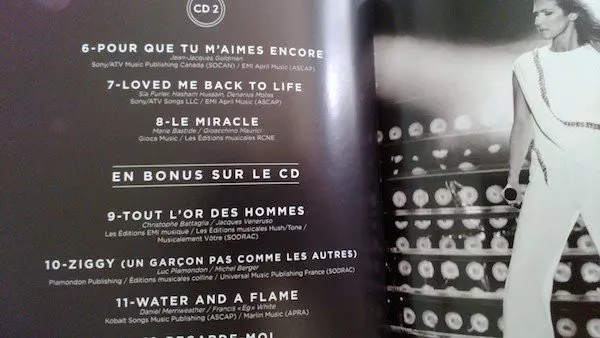 CD 2
6-POUR QUE TU M'AIMES ENCORE
Jean-Jacques Goldman
Sony/ATV Music Publishing Canada (SOCAN) / EMI April Music (ASCAP)
7-LOVED ME BACK TO LIFE
Sia Furler, Hasham Hussain, Denarius Motes
Sony/ATV Songs LLC / EMI April Music (ASCAP)
8-LE MIRACLE
Marie Bastide / Gioacchino Maurici
Gioca Music / Les Éditions musicales RCNE
EN BONUS SUR LE CD
9-TOUT L'OR DES HOMMES
Christophe Battaglia / Jacques Veneruso
Les Éditions EMI musique / Les Éditions musicales Hush/Tone /
Musicalement Vôtre (SODRAC)
10-ZIGGY (UN GARÇON PAS COMME LES AUTRES)
Luc Plamondon / Michel Berger
Plamondon Publishing / Éditions musicales colline / Universal Music Publishing France (SODRAC)
11-WATER AND A FLAME
Daniel Merriweather / Francis «Eg» White
Kobalt Songs Music Publishing (ASCAP) / Marlin Music (APRA)
REGARDE-MOI